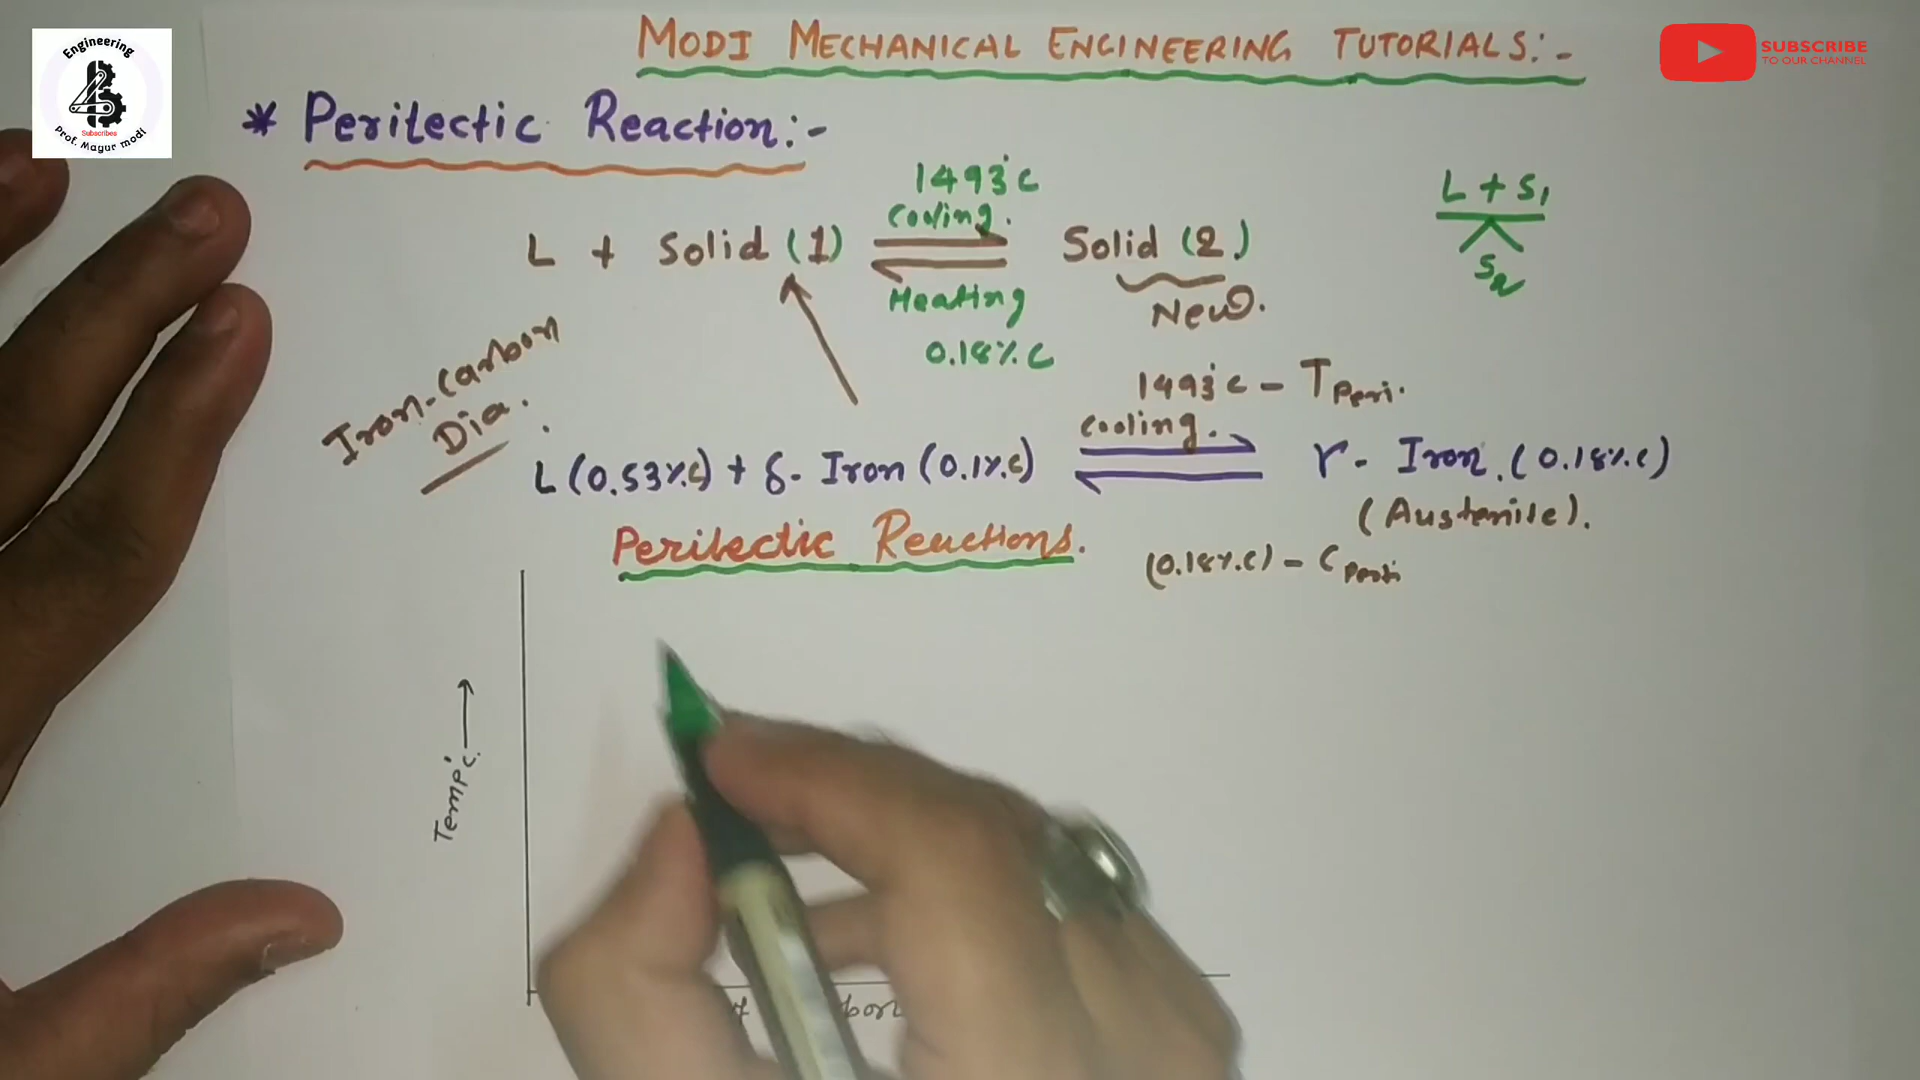 MODI MECHANICAL ENGINEERING TUTORIALS:-
Engineering
Subscribes
Prof. Mayur modi
SUBSCRIBE
TO OUR CHANNEL
* Peritectic Reaction:-
1493°C
cooling.
L + Solid (1) ⇌ Solid (2)
Heating
0.18%.C
New.
L + S1
S2
Iron-Carbon
Dia.
1493°C - TPeri.
cooling.
L (0.53%.C) + δ- Iron (0.1%.C) ⇌ γ- Iron. (0.18%.C)
(Austenite).
Peritectic Reactions.
(0.18%.C) - CPeri
Temp°C. →